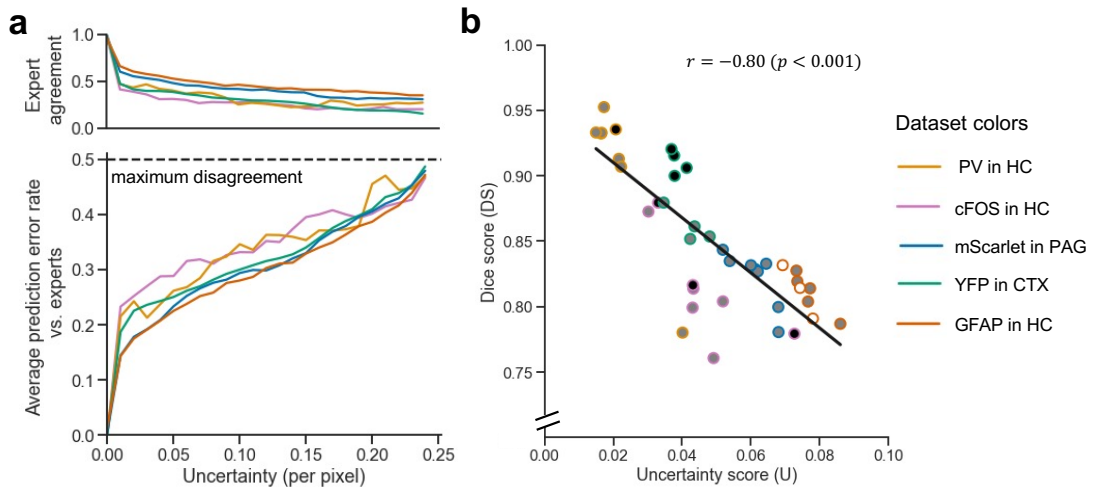 a
Expert
agreement
1.0
0.5
0.0
Average prediction error rate
vs. experts
0.5
0.4
0.3
0.2
0.1
0.0
maximum disagreement
0.00
0.05
0.10
0.15
0.20
0.25
Uncertainty (per pixel)
b
r = −0.80 (p < 0.001)
Dice score (DS)
1.00
0.95
0.90
0.85
0.80
0.75
0.00
0.02
0.04
0.06
0.08
0.10
Uncertainty score (U)
Dataset colors
PV in HC
cFOS in HC
mScarlet in PAG
YFP in CTX
GFAP in HC